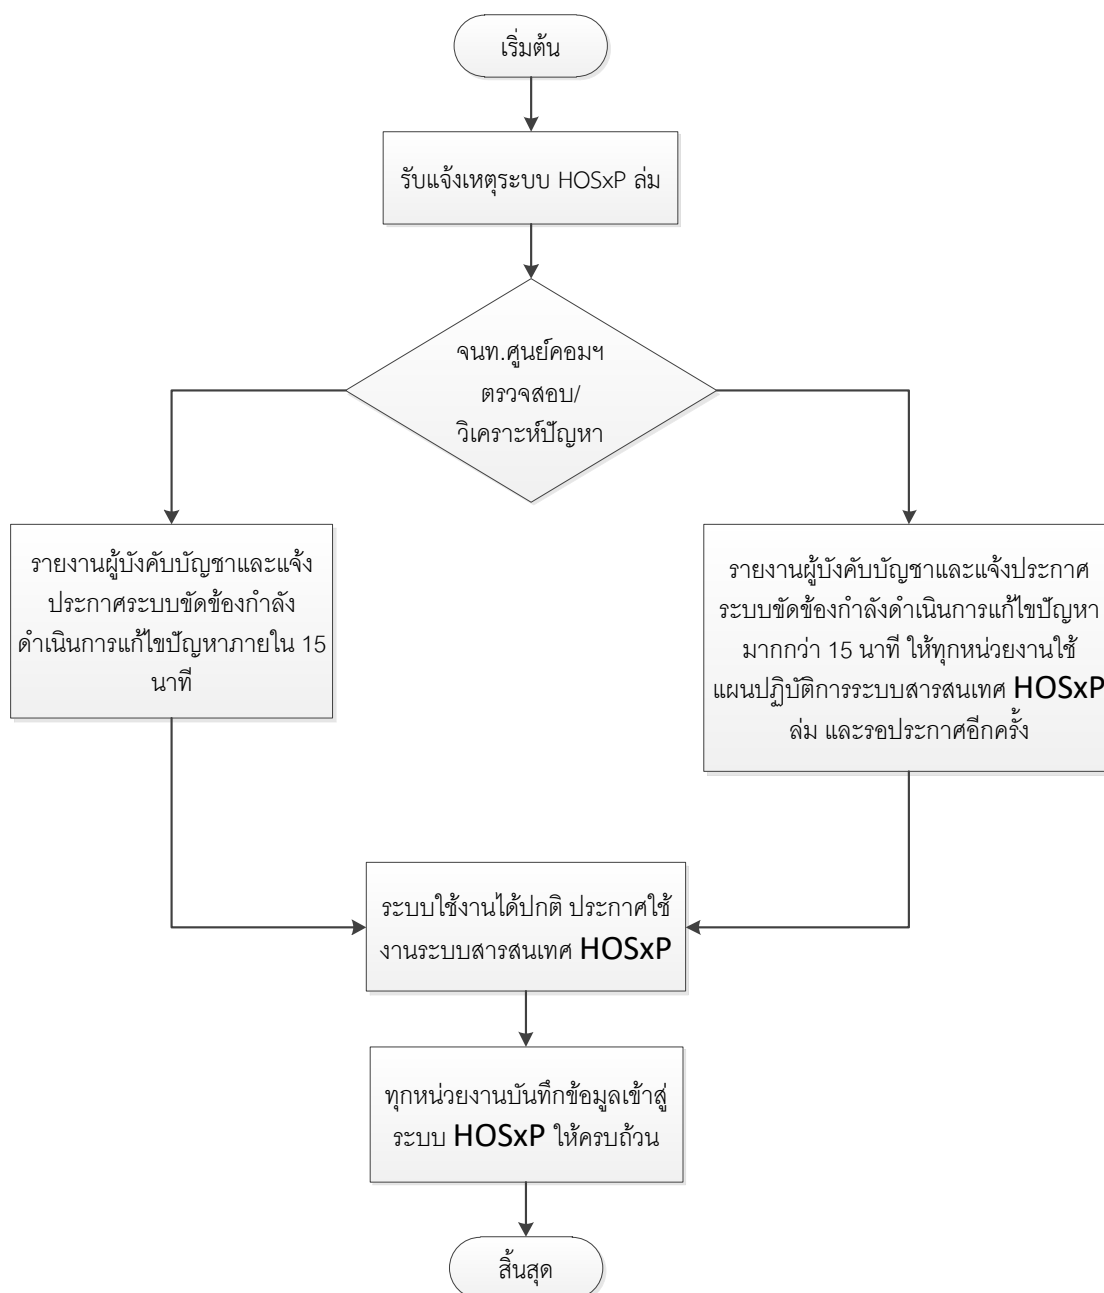 เริ่มต้น
รับแจ้งเหตุระบบ HOSxP ล่ม
จนท.ศูนย์คอมฯ
ตรวจสอบ/
วิเคราะห์ปัญหา
รายงานผู้บังคับบัญชาและแจ้ง
ประกาศระบบขัดข้องกำลัง
ดำเนินการแก้ไขปัญหาภายใน 15
นาที
รายงานผู้บังคับบัญชาและแจ้งประกาศ
ระบบขัดข้องกำลังดำเนินการแก้ไขปัญหา
มากกว่า 15 นาที ให้ทุกหน่วยงานใช้
แผนปฏิบัติการระบบสารสนเทศ HOSxP
ล่ม และรอประกาศอีกครั้ง
ระบบใช้งานได้ปกติ ประกาศใช้
งานระบบสารสนเทศ HOSxP
ทุกหน่วยงานบันทึกข้อมูลเข้าสู่
ระบบ HOSxP ให้ครบถ้วน
สิ้นสุด